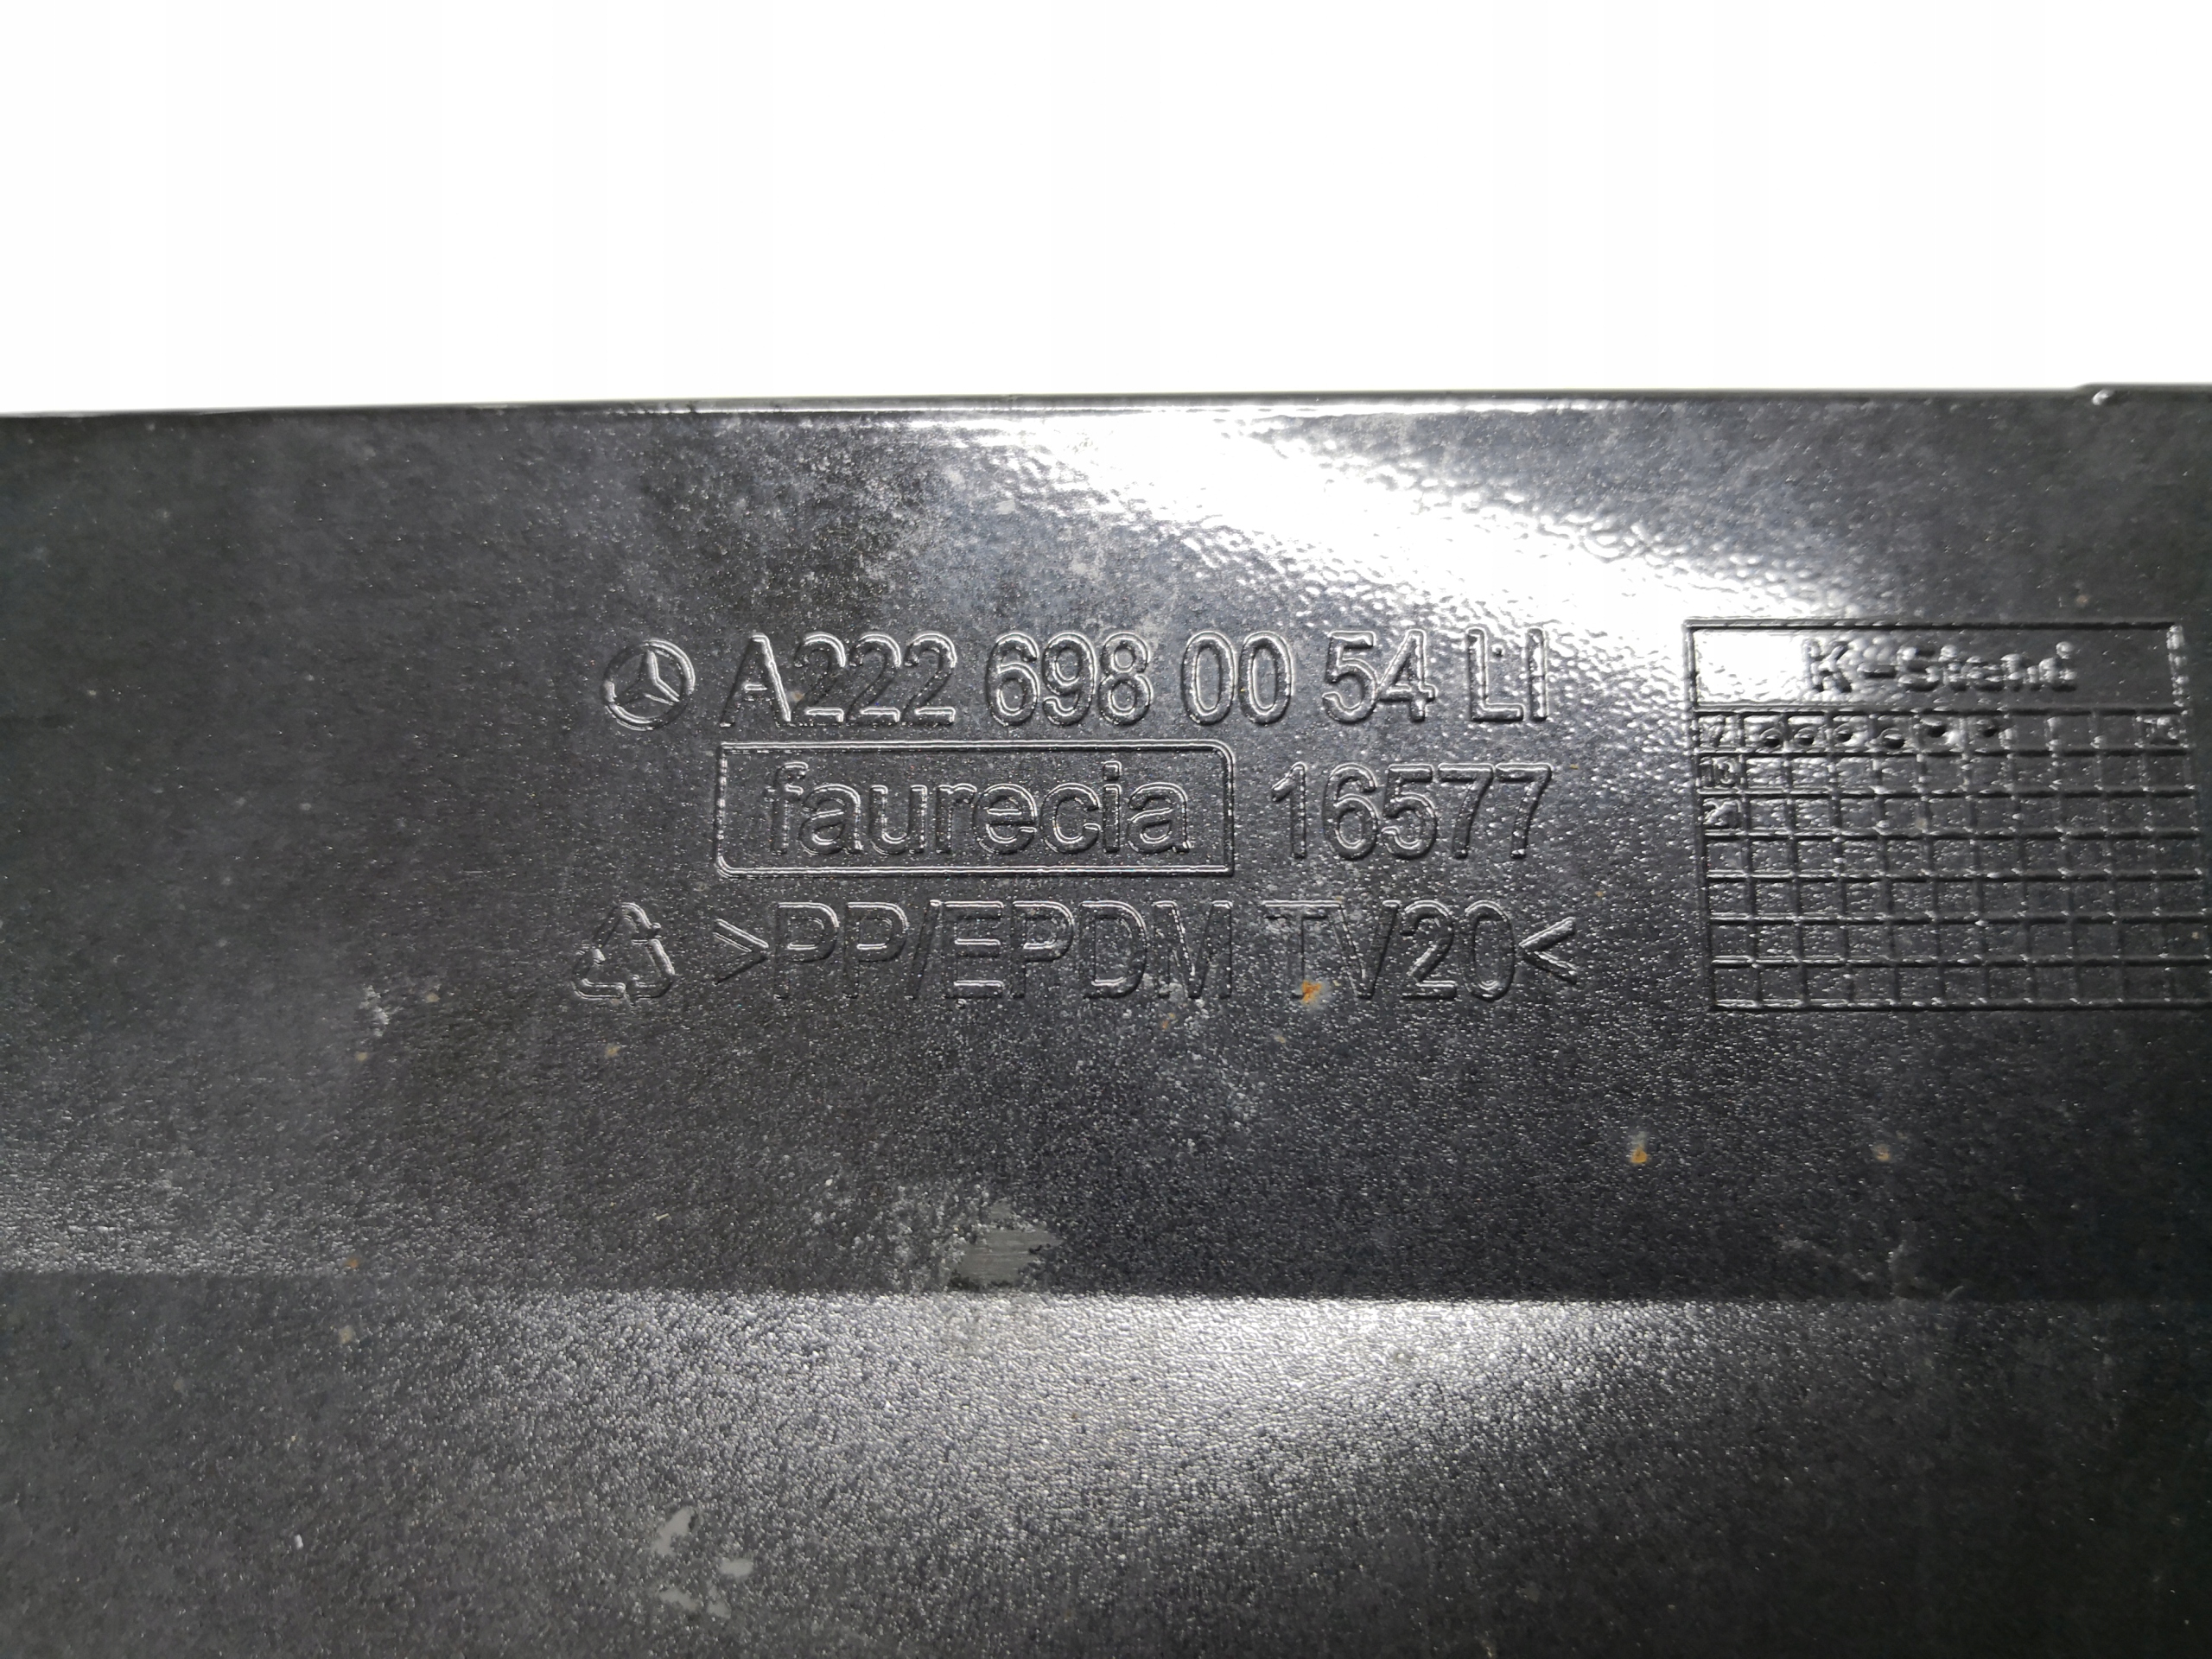 A222 698 00 54 LI
faurecia 16577
>PP/EPDM TV20<
K-Stand